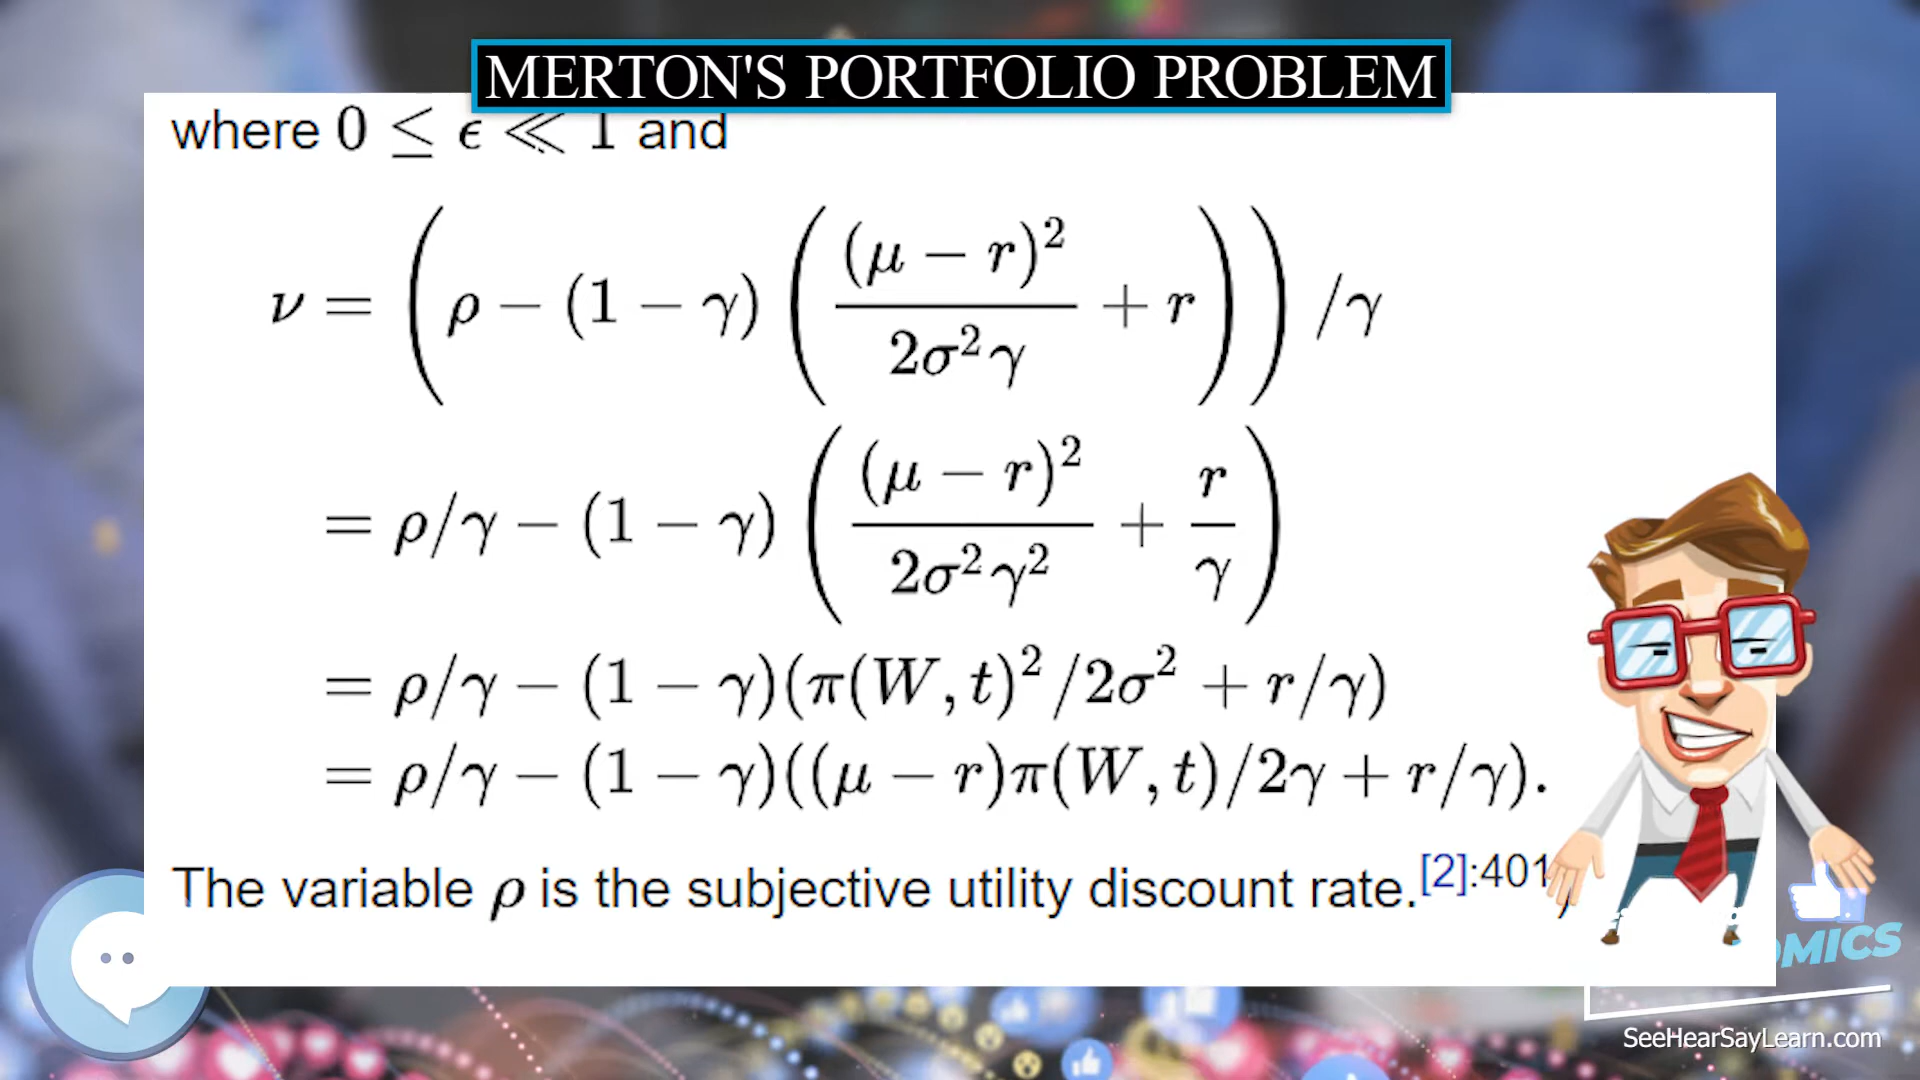 MERTON'S PORTFOLIO PROBLEM
where 0 ≤ ϵ ≪ 1 and
ν = (ρ − (1 − γ)((μ − r)² / 2σ²γ + r)) /γ
= ρ/γ − (1 − γ)((μ − r)² / 2σ²γ² + r/γ)
= ρ/γ − (1 − γ)(π(W, t)² /2σ² + r/γ)
= ρ/γ − (1 − γ)((μ − r)π(W, t)/2γ + r/γ).
The variable ρ is the subjective utility discount rate.[2]:401
SeeHearSayLearn.com